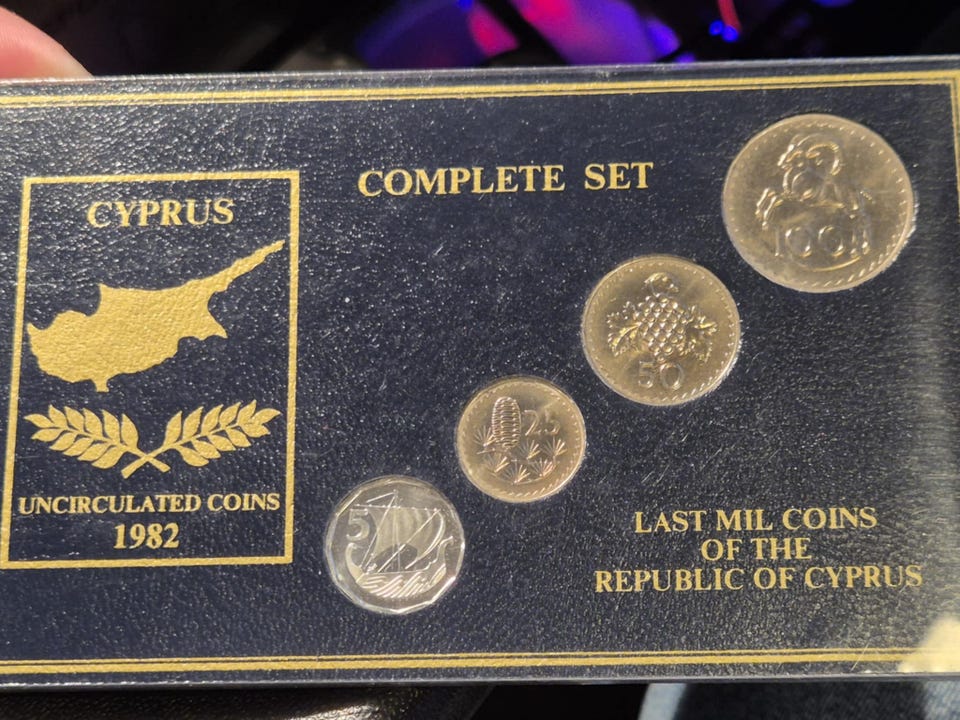 CYPRUS
UNCIRCULATED COINS
1982
COMPLETE SET
5
25
50
100
LAST MIL COINS
OF THE
REPUBLIC OF CYPRUS